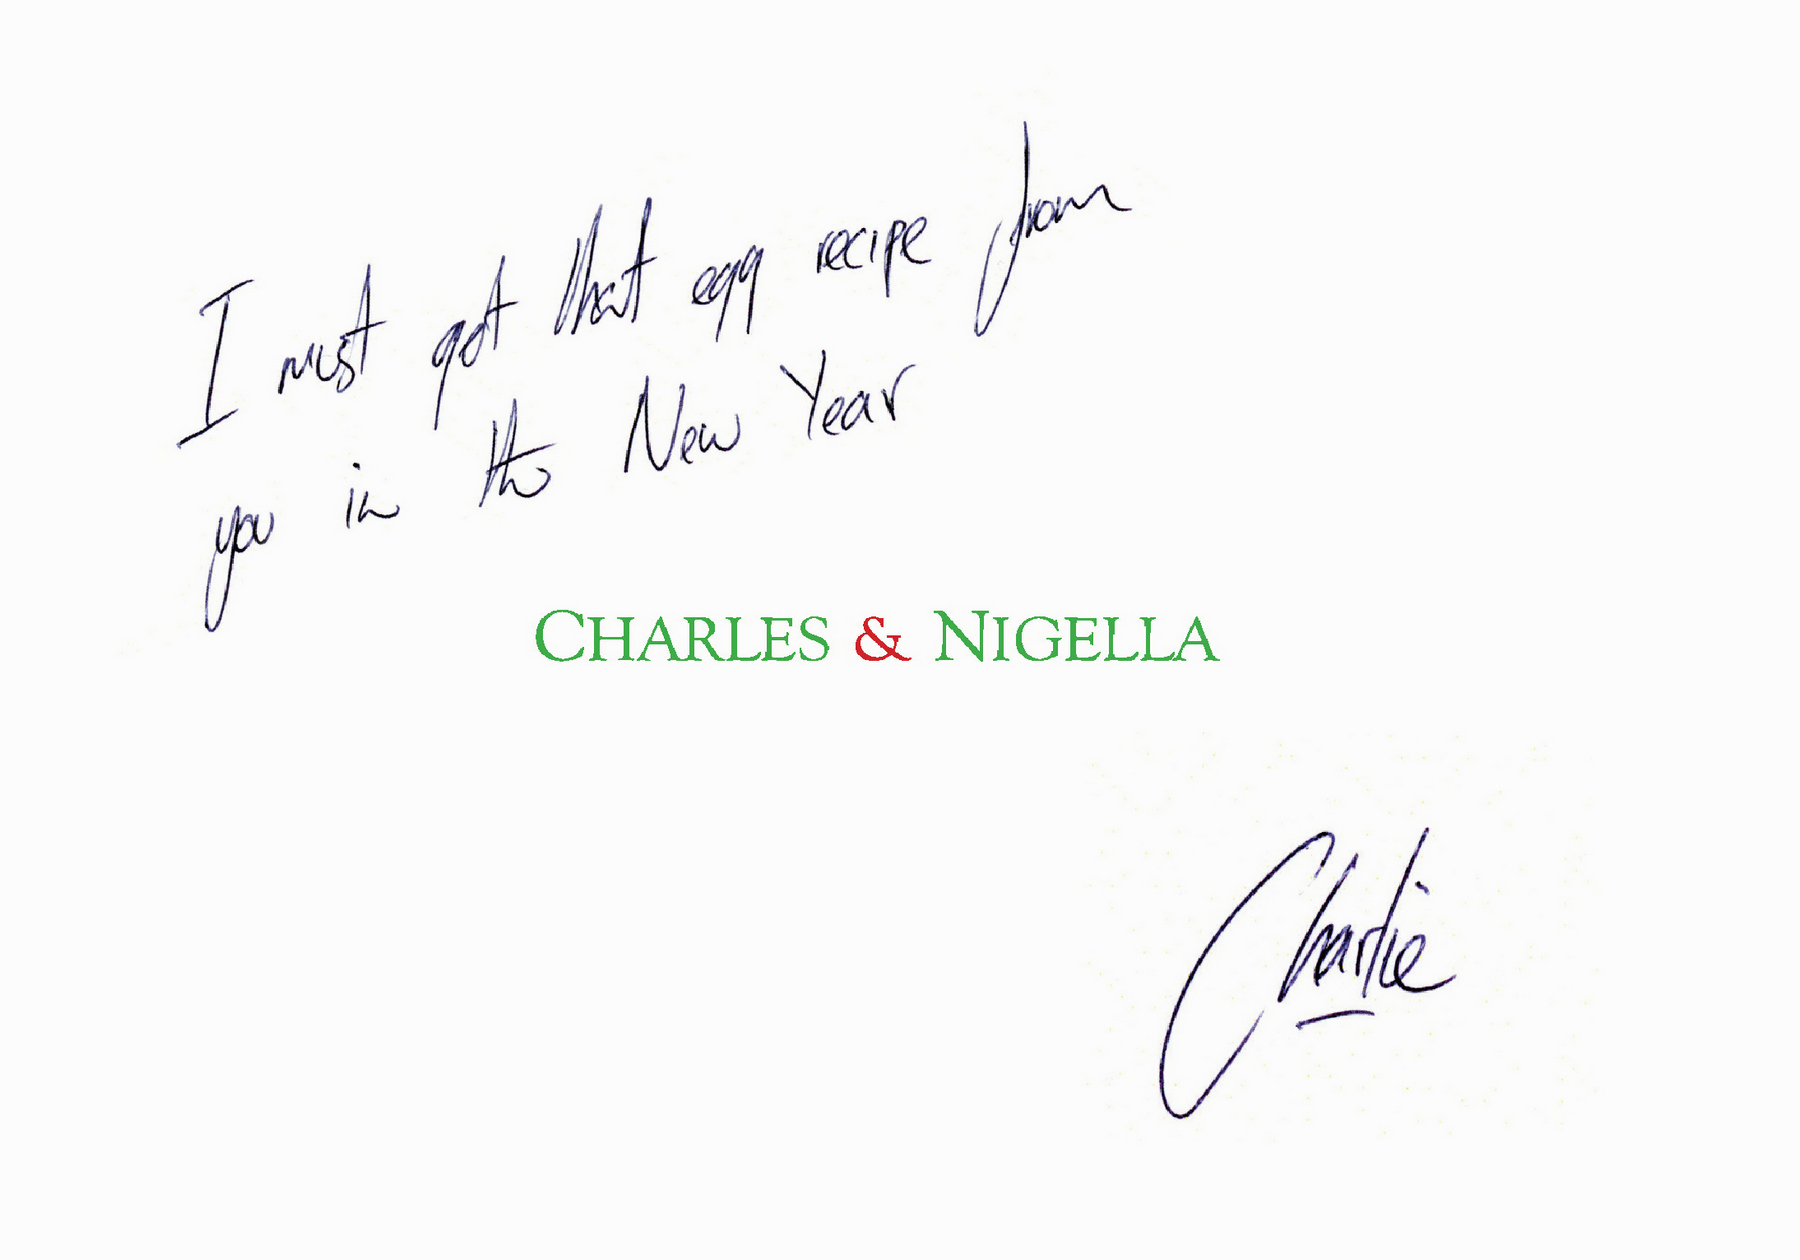 I must get that egg recipe from
you in the New Year
CHARLES & NIGELLA
Charlie